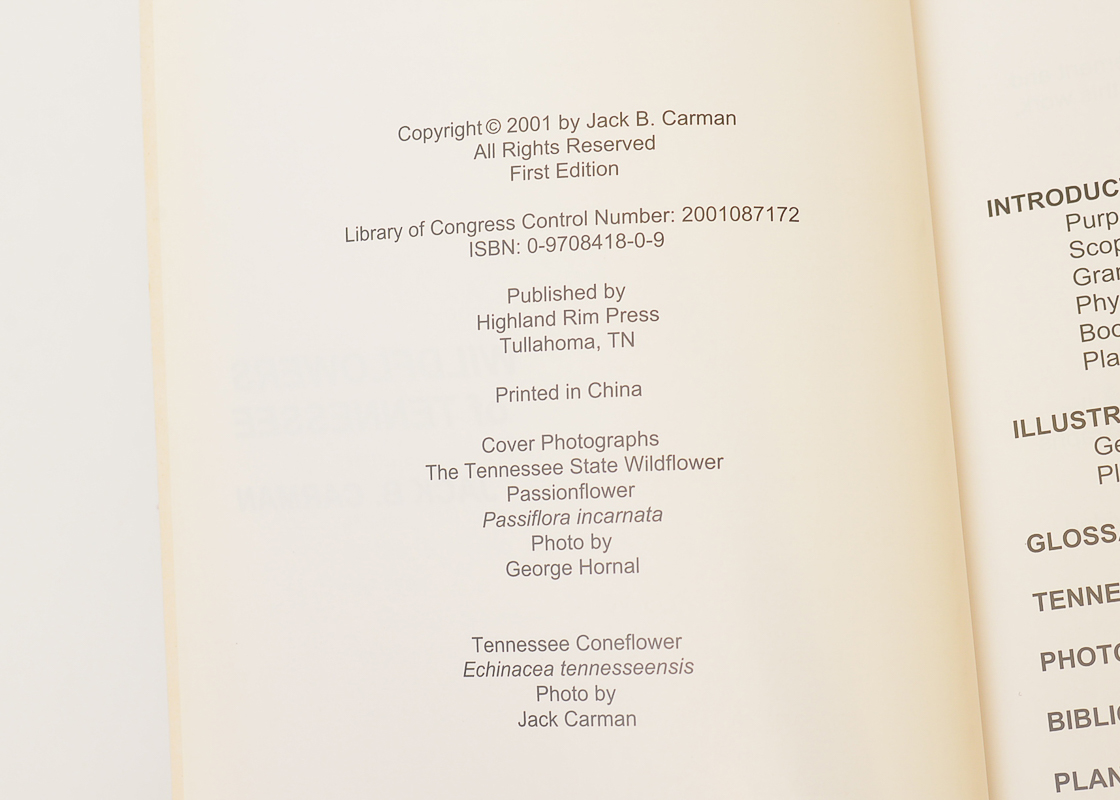 Copyright © 2001 by Jack B. Carman
All Rights Reserved
First Edition
Library of Congress Control Number: 2001087172
ISBN: 0-9708418-0-9
Published by
Highland Rim Press
Tullahoma, TN
Printed in China
Cover Photographs
The Tennessee State Wildflower
Passionflower
Passiflora incarnata
Photo by
George Hornal
Tennessee Coneflower
Echinacea tennesseensis
Photo by
Jack Carman
INTRODUC
Purp
Scop
Gran
Phy
Boo
Pla
ILLUSTR
Ge
Pl
GLOSSA
TENNE
PHOTO
BIBLIO
PLAN